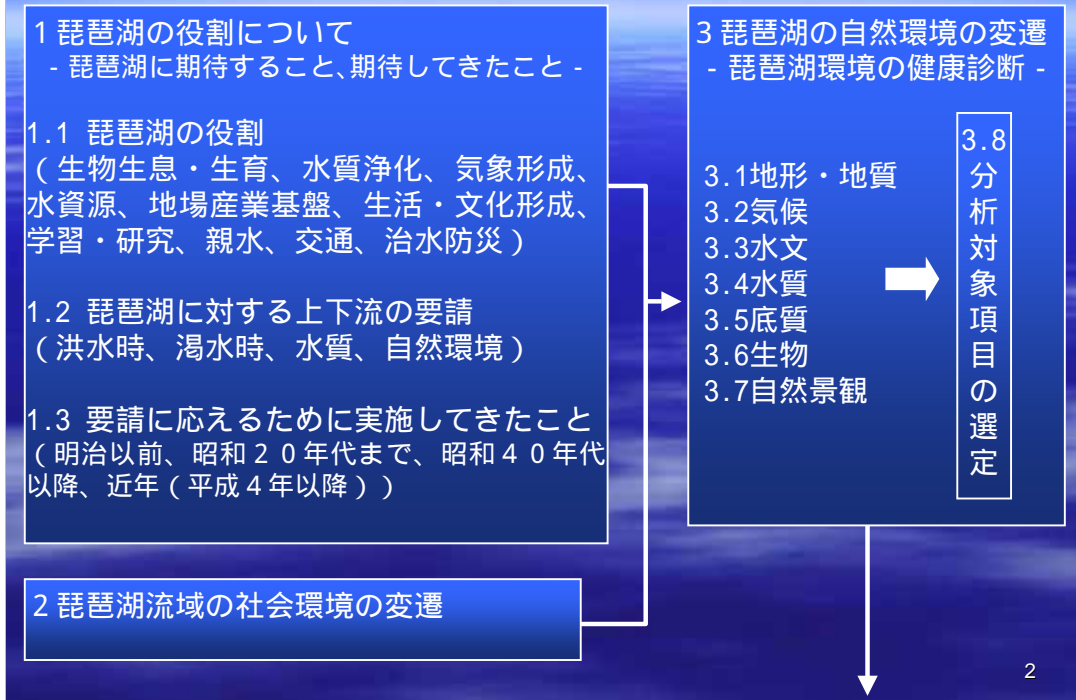 1 琵琶湖の役割について
- 琵琶湖に期待すること、期待してきたこと -
1.1 琵琶湖の役割
(生物生息・生育、水質浄化、気象形成、
水資源、地場産業基盤、生活・文化形成、
学習・研究、親水、交通、治水防災)
1.2 琵琶湖に対する上下流の要請
(洪水時、渇水時、水質、自然環境)
1.3 要請に応えるために実施してきたこと
(明治以前、昭和20年代まで、昭和40年代
以降、近年(平成4年以降))
2 琵琶湖流域の社会環境の変遷
3 琵琶湖の自然環境の変遷
- 琵琶湖環境の健康診断 -
3.1地形・地質
3.2気候
3.3水文
3.4水質
3.5底質
3.6生物
3.7自然景観
3.8分析対象項目の選定
2